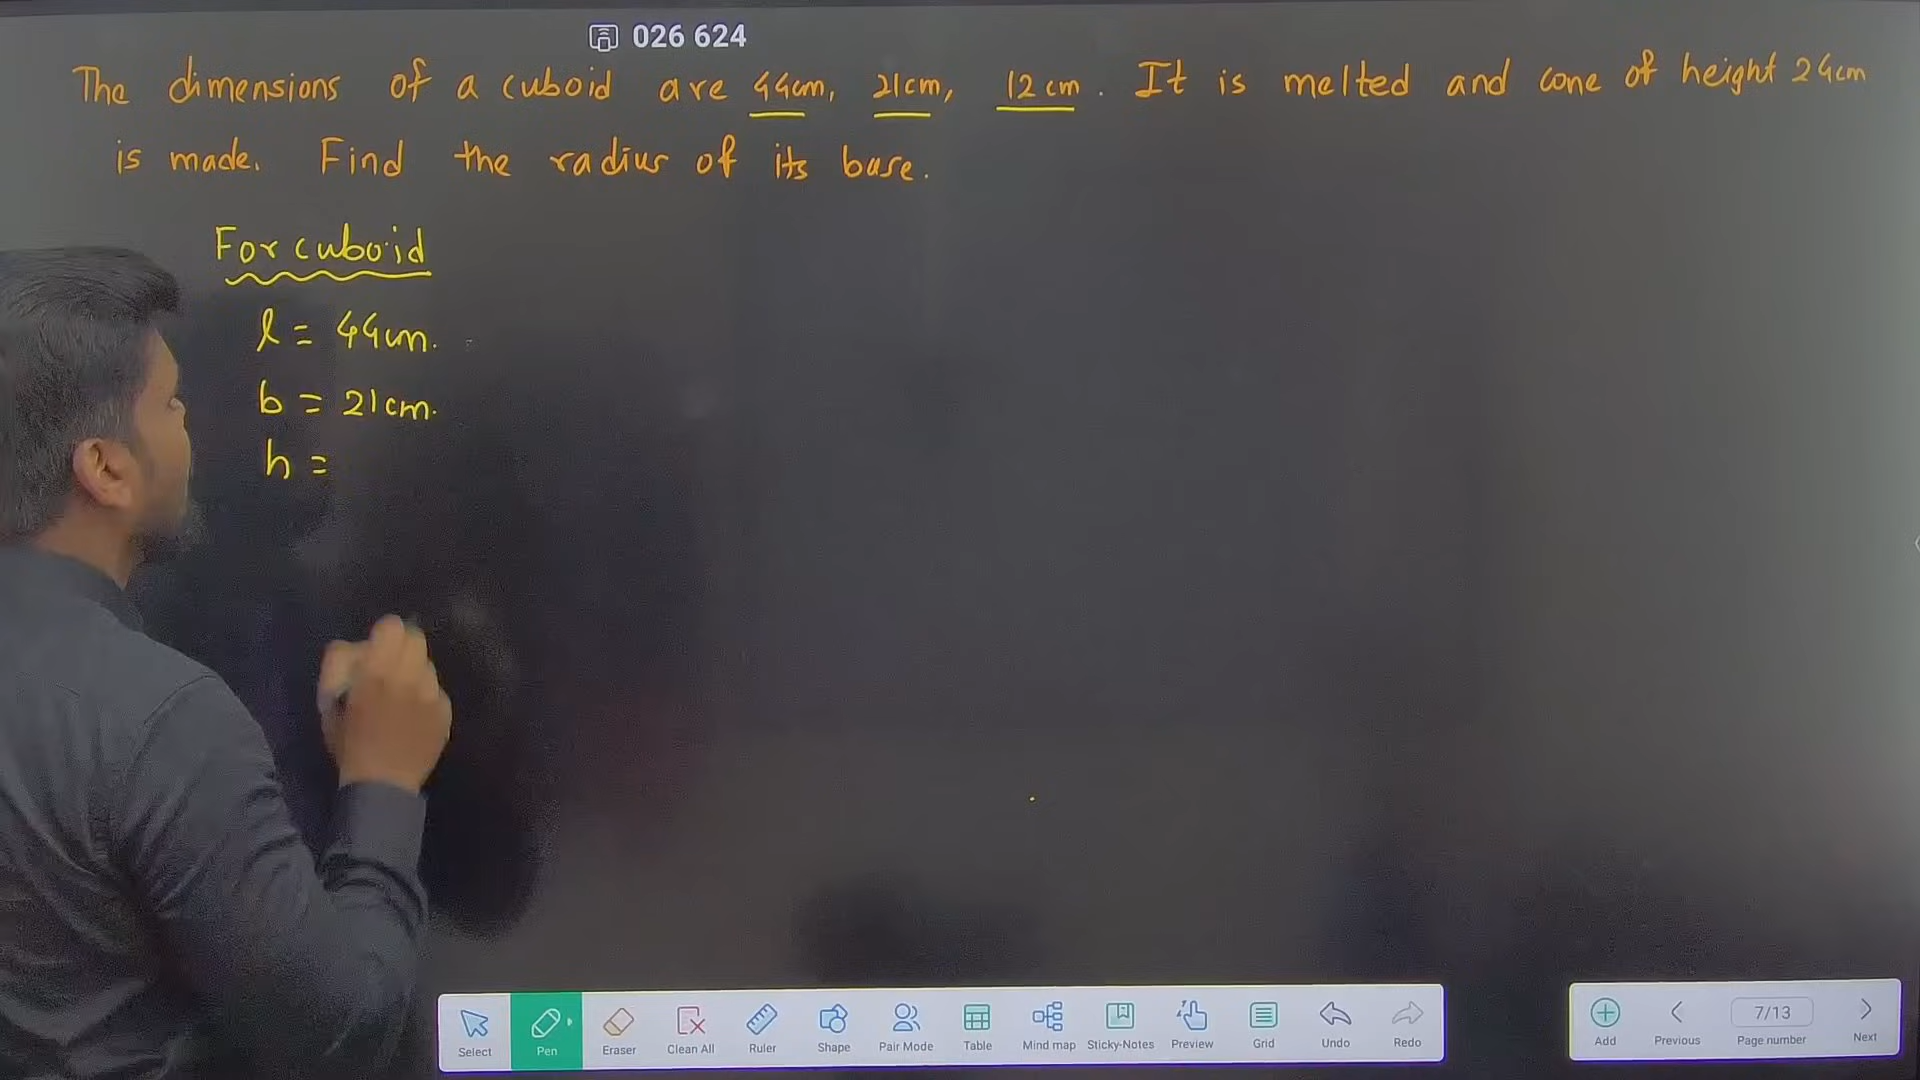 026 624
The dimensions of a cuboid are 44cm, 21cm, 12cm. It is melted and cone of height 24cm
is made. Find the radius of its base.
For cuboid
l = 44cm.
b = 21cm.
h =
Select Pen Eraser Clean All Ruler Shape Pair Mode Table Mind map Sticky-Notes Preview Grid Undo Redo
Add Previous 7/13 Page number Next